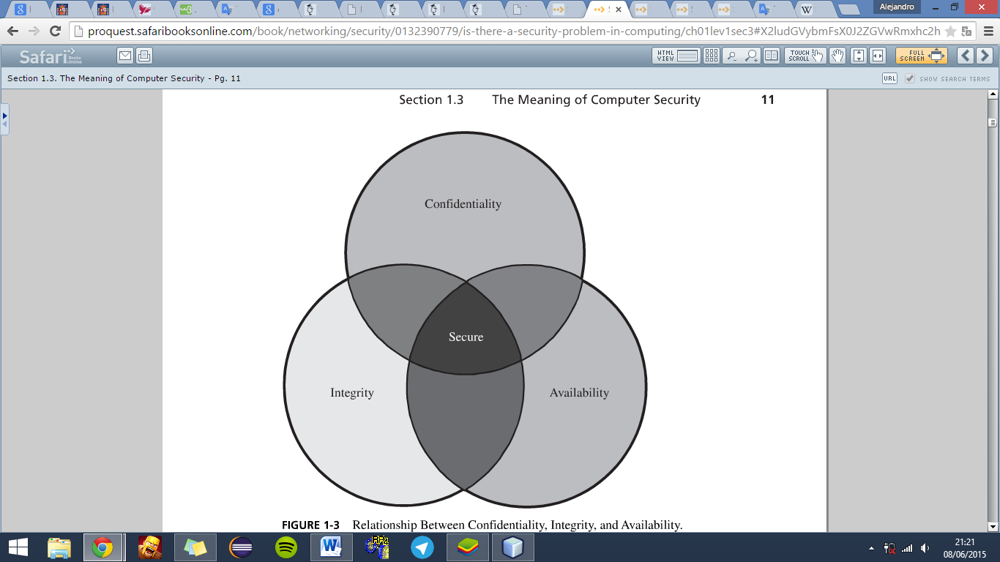 Alejandro
proquest.safaribooksonline.com/book/networking/security/0132390779/is-there-a-security-problem-in-computing/ch01lev1sec3#X2ludGVybmFsX0J2ZGVwRmxhc2h
Safari Books Online
HTML VIEW
TOUCH SCROLL
FULL SCREEN
Section 1.3. The Meaning of Computer Security - Pg. 11
URL
SHOW SEARCH TERMS
Section 1.3 The Meaning of Computer Security 11
Confidentiality
Secure
Integrity
Availability
FIGURE 1-3 Relationship Between Confidentiality, Integrity, and Availability.
21:21
08/06/2015